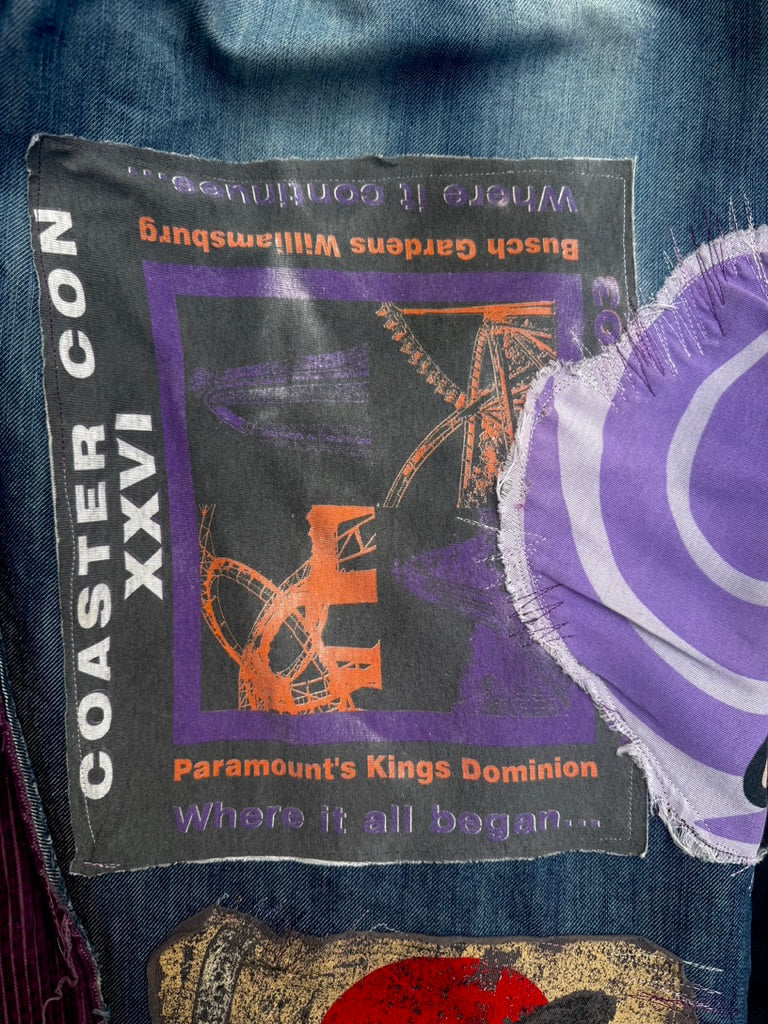 Where it continues...
Busch Gardens Williamsburg
COASTER CON
XXVI
Paramount's Kings Dominion
Where it all began...